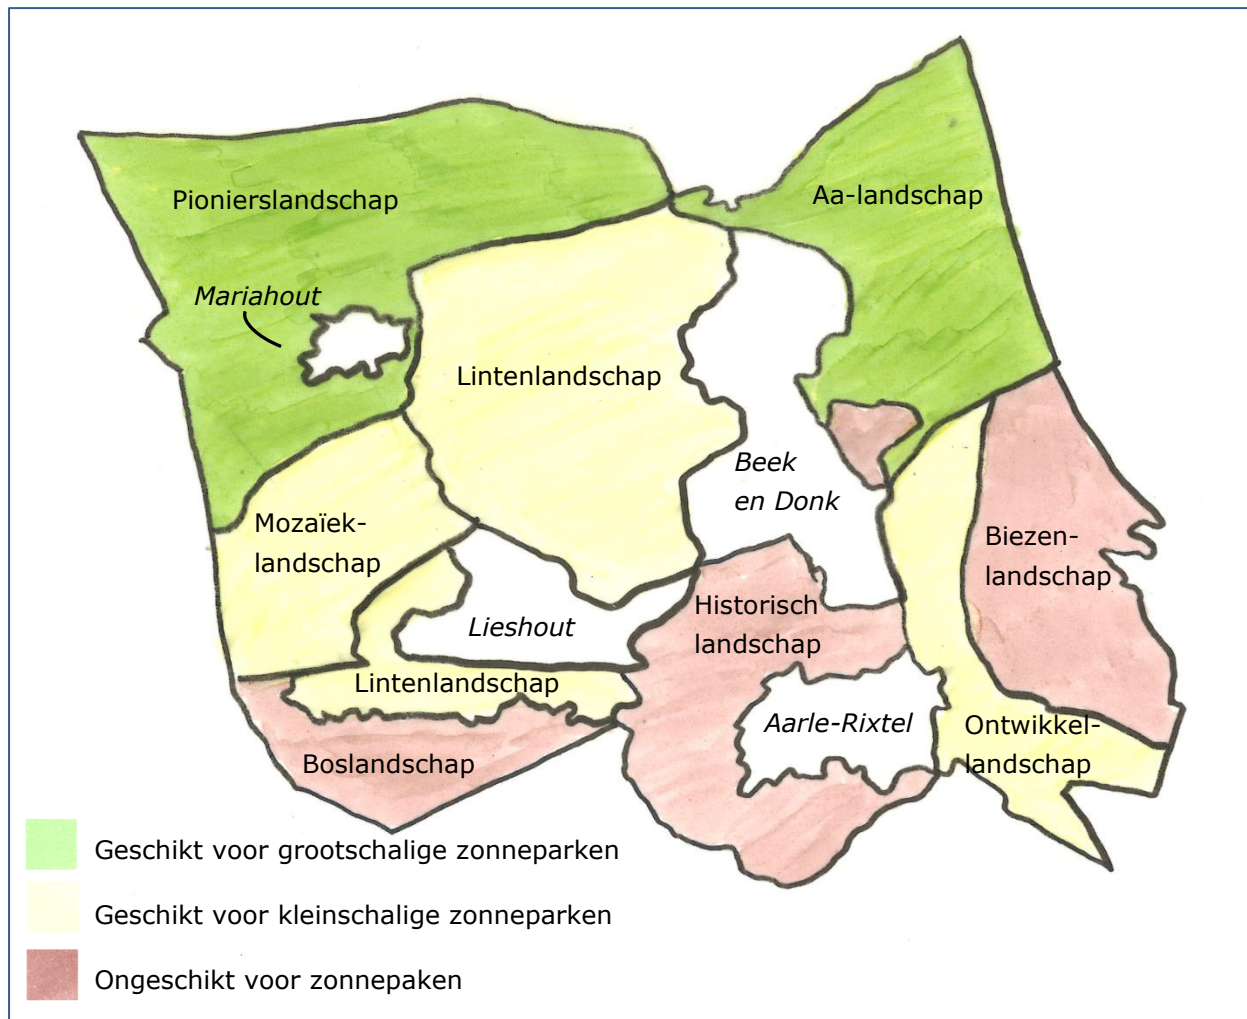 Pionierslandschap
Aa-landschap
Mariahout
Lintenlandschap
Beek
en Donk
Mozaïek-
landschap
Biezen-
landschap
Historisch
landschap
Lieshout
Lintenlandschap
Aarle-Rixtel
Ontwikkel-
landschap
Boslandschap
Geschikt voor grootschalige zonneparken
Geschikt voor kleinschalige zonneparken
Ongeschikt voor zonnepaken